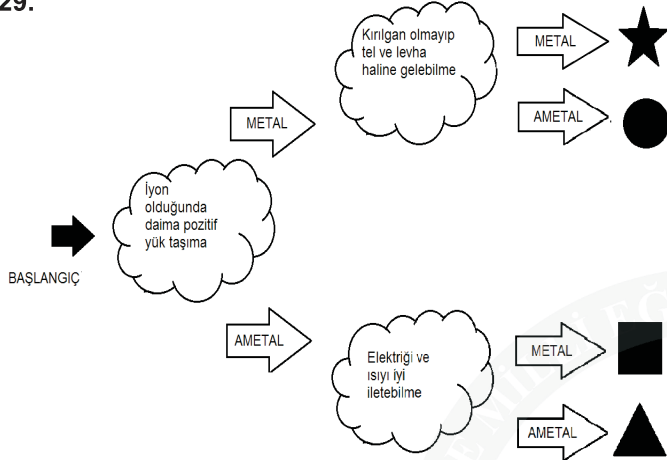 29.
Kırılgan olmayıp
tel ve levha
haline gelebilme
METAL
AMETAL
METAL
İyon
olduğunda
daima pozitif
yük taşıma
BAŞLANGIÇ
AMETAL
Elektriği ve
ısıyı iyi
iletebilme
METAL
AMETAL